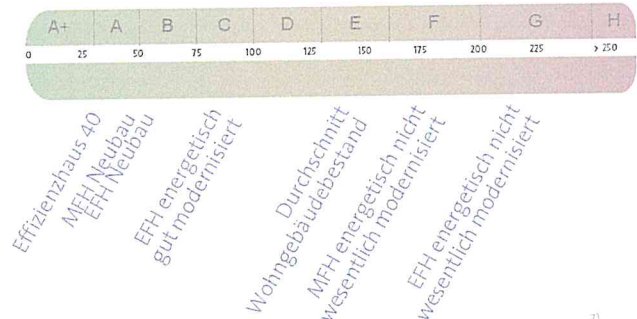 A+ A B C D E F G H
0 25 50 75 100 125 150 175 200 225 > 250
Effizienzhaus 40
MFH Neubau
EFH Neubau
EFH energetisch
gut modernisiert
Durchschnitt
Wohngebäudebestand
MFH energetisch nicht
wesentlich modernisiert
EFH energetisch nicht
wesentlich modernisiert
7)